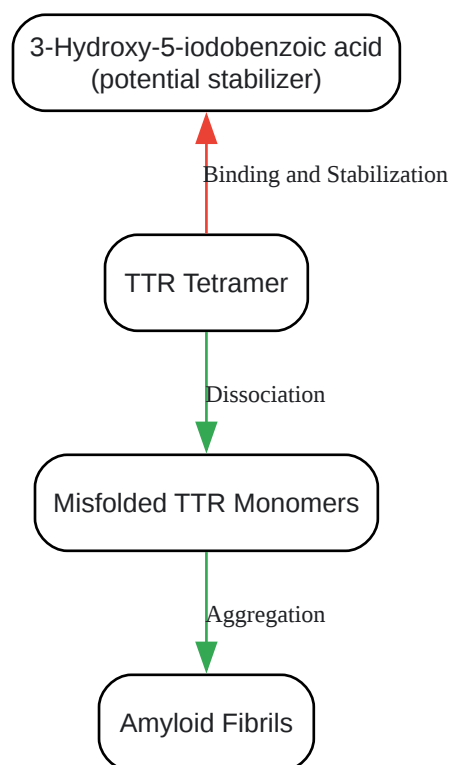 3-Hydroxy-5-iodobenzoic acid
(potential stabilizer)
Binding and Stabilization
TTR Tetramer
Dissociation
Misfolded TTR Monomers
Aggregation
Amyloid Fibrils